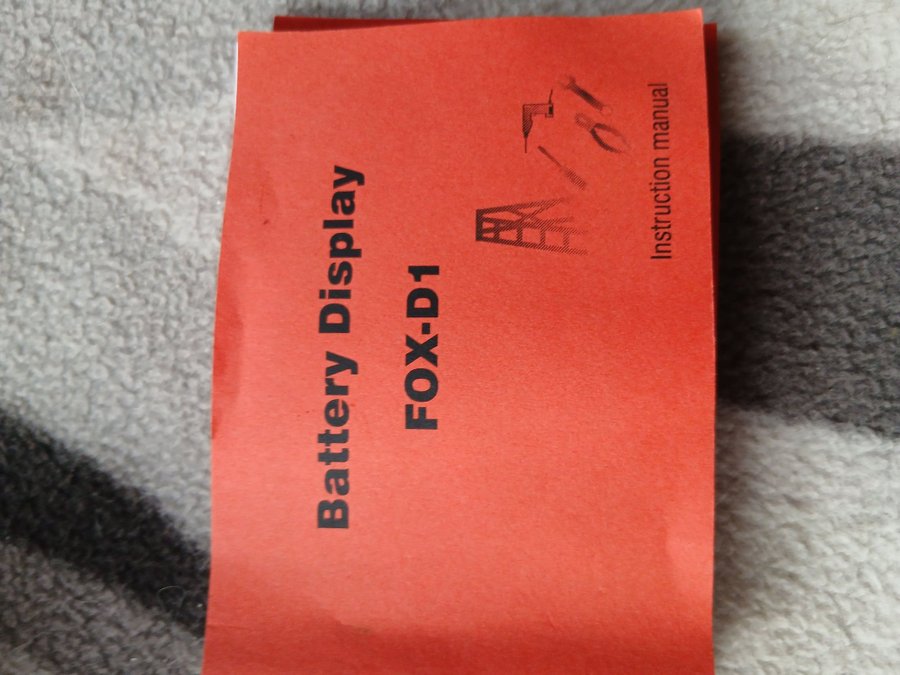 Battery Display
FOX-D1
Instruction manual